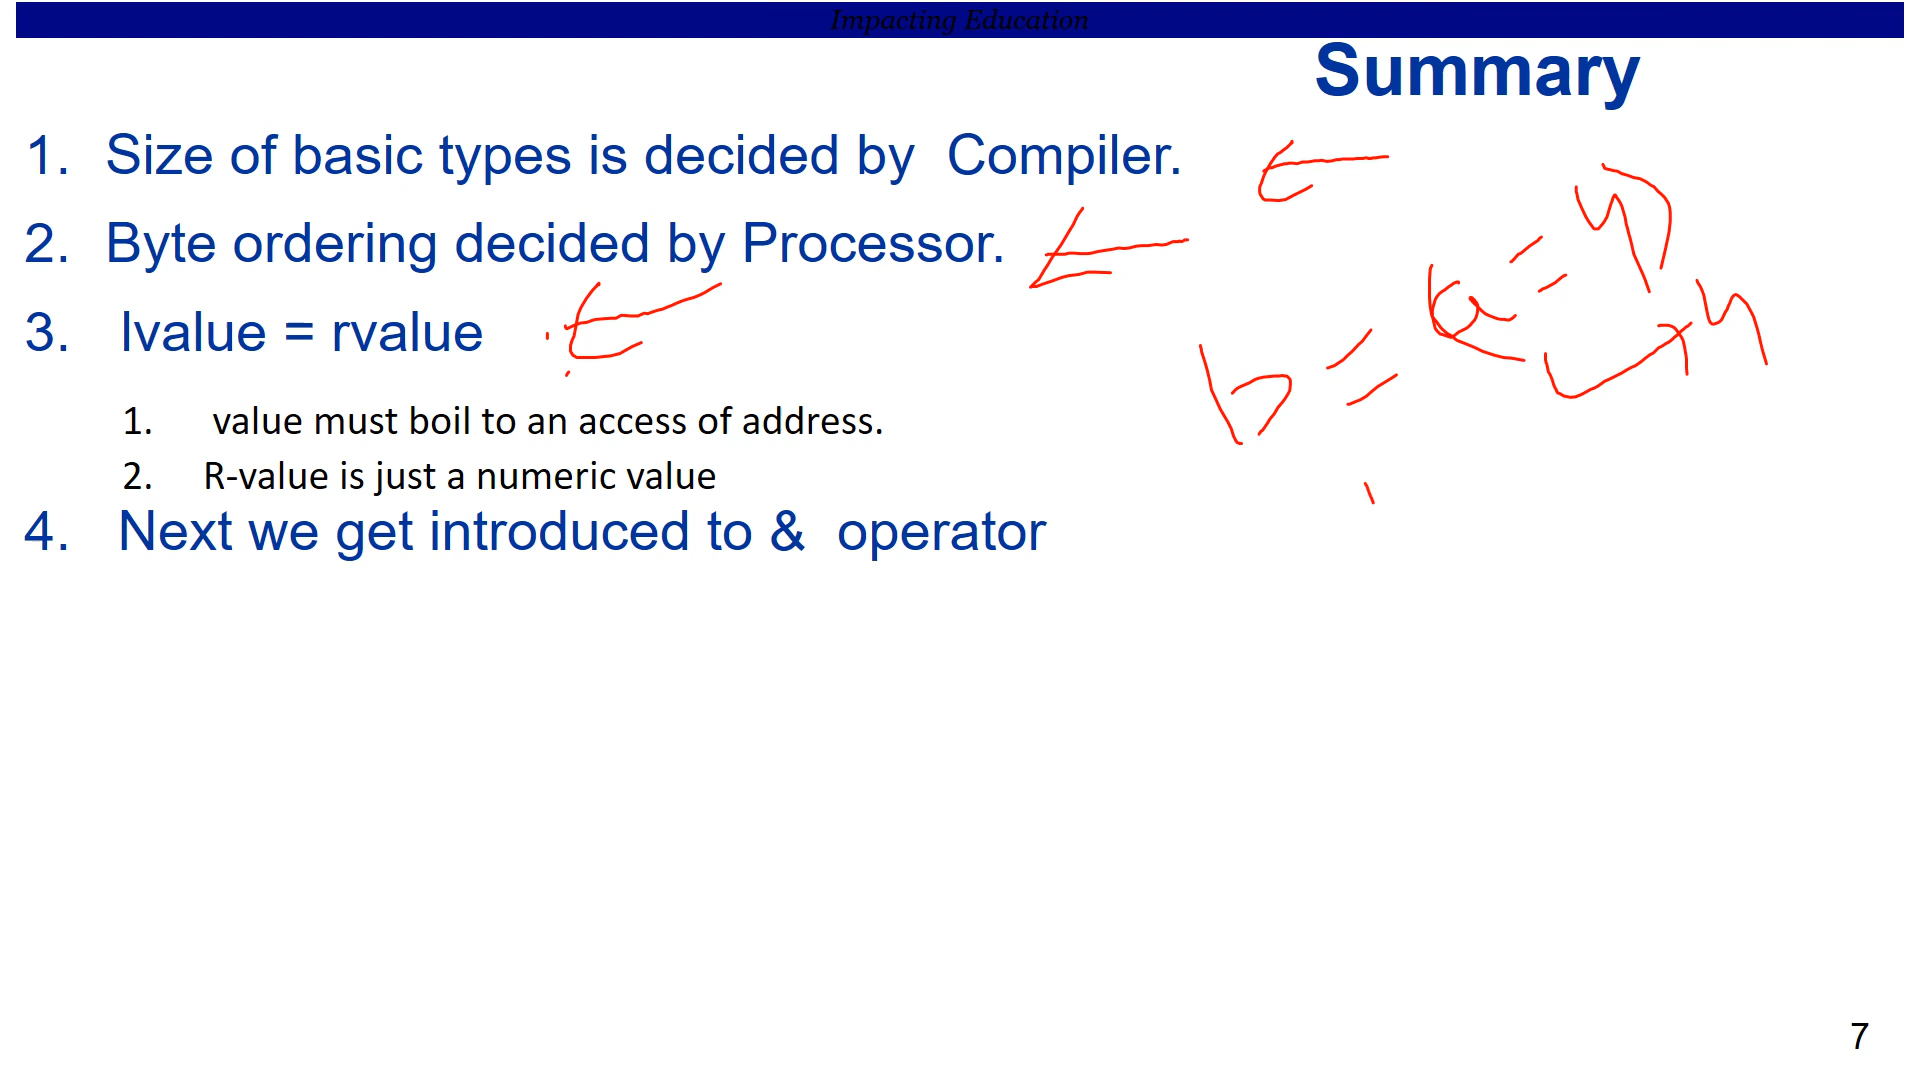 Impacting Education
Summary
1. Size of basic types is decided by Compiler.
2. Byte ordering decided by Processor.
3. lvalue = rvalue
1. value must boil to an access of address.
2. R-value is just a numeric value
4. Next we get introduced to & operator
7